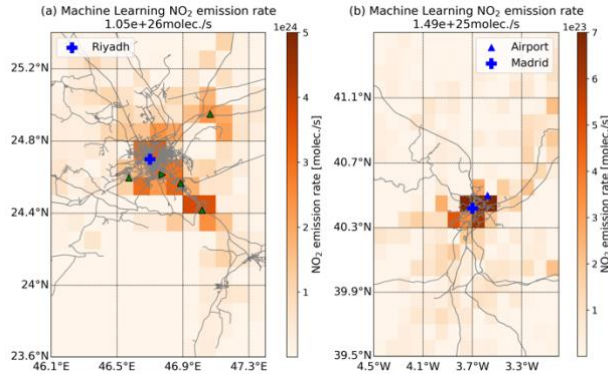 (a) Machine Learning NO₂ emission rate
1.05e+26molec./s
1e24
Riyadh
25.2°N
24.8°N
24.4°N
24°N
23.6°N
46.1°E
46.5°E
46.9°E
47.3°E
5
4
3
2
1
NO₂ emission rate [molec./s]
(b) Machine Learning NO₂ emission rate
1.49e+25molec./s
1e23
Airport
Madrid
41.1°N
40.7°N
40.3°N
39.9°N
39.5°N
4.5°W
4.1°W
3.7°W
3.3°W
7
6
5
4
3
2
1
NO₂ emission rate [molec./s]